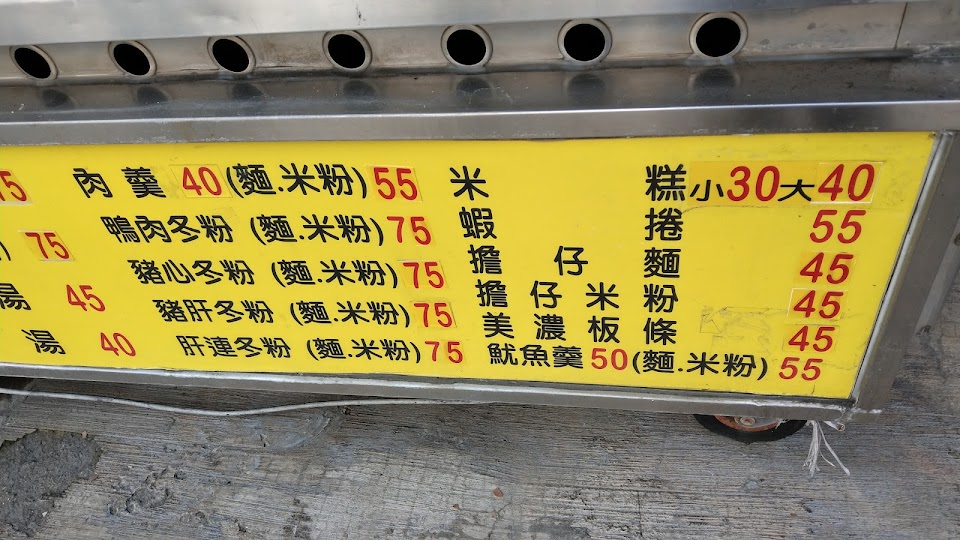 75
75
湯 45
湯 40
肉羹 40 (麵.米粉) 55
鴨肉冬粉 (麵.米粉) 75
豬心冬粉 (麵.米粉) 75
豬肝冬粉 (麵.米粉) 75
肝連冬粉 (麵.米粉) 75
米糕 小30大40
蝦捲 55
擔仔麵 45
擔仔米粉 45
美濃板條 45
魷魚羹 50 (麵.米粉) 55